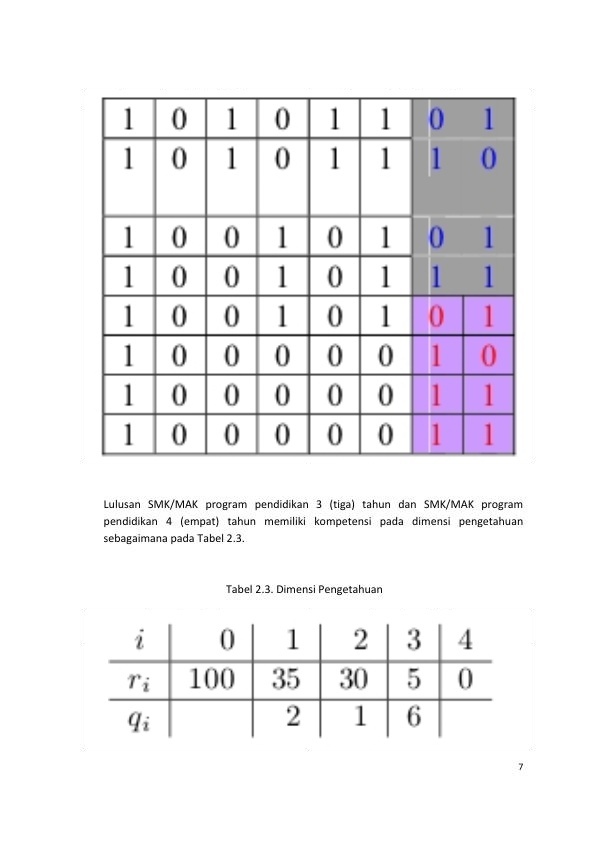 1 0 1 0 1 1 0 1
1 0 1 0 1 1 1 0
1 0 0 1 0 1 0 1
1 0 0 1 0 1 1 1
1 0 0 1 0 1 0 1
1 0 0 0 0 0 1 0
1 0 0 0 0 0 1 1
1 0 0 0 0 0 1 1
Lulusan SMK/MAK program pendidikan 3 (tiga) tahun dan SMK/MAK program
pendidikan 4 (empat) tahun memiliki kompetensi pada dimensi pengetahuan
sebagaimana pada Tabel 2.3.
Tabel 2.3. Dimensi Pengetahuan
i 0 1 2 3 4
ri 100 35 30 5 0
qi 2 1 6
7